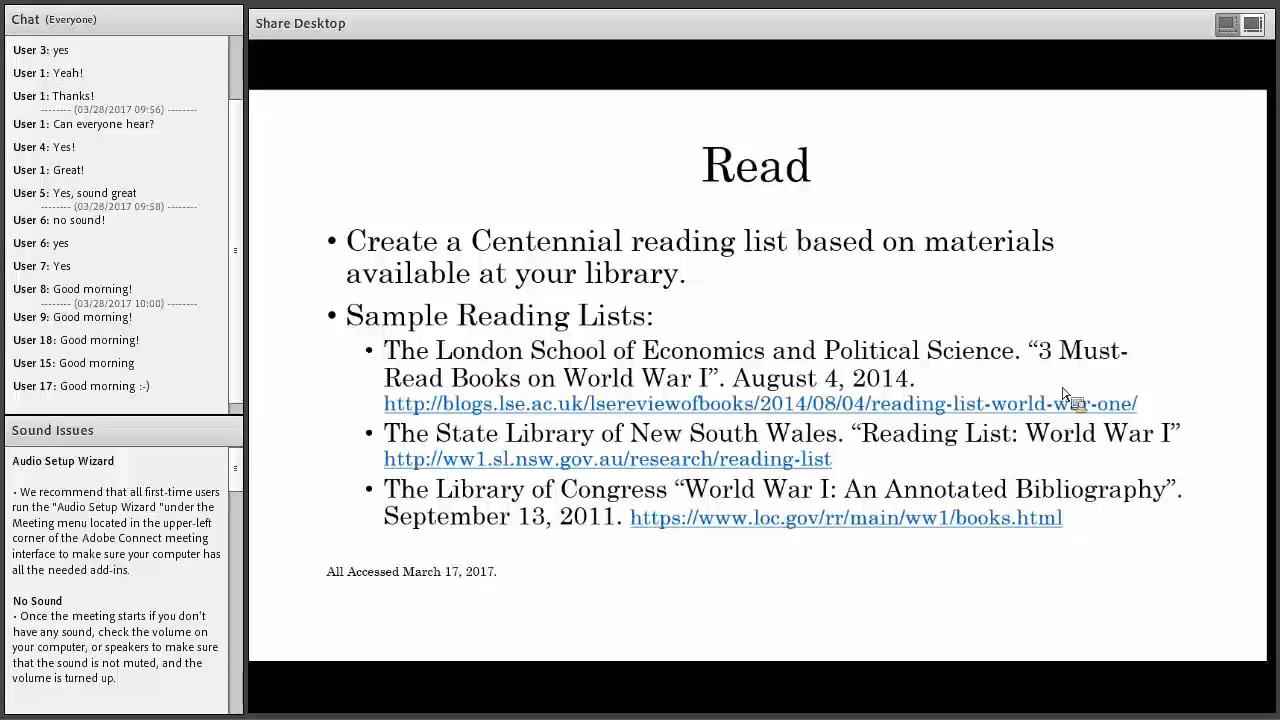 Chat (Everyone)
User 3: yes
User 1: Yeah!
User 1: Thanks!
-------- (03/28/2017 09:56) --------
User 1: Can everyone hear?
User 4: Yes!
User 1: Great!
User 5: Yes, sound great
-------- (03/28/2017 09:58) --------
User 6: no sound!
User 6: yes
User 7: Yes
User 8: Good morning!
-------- (03/28/2017 10:00) --------
User 9: Good morning!
User 18: Good morning!
User 15: Good morning
User 17: Good morning :-)
Sound Issues
Audio Setup Wizard
• We recommend that all first-time users
run the "Audio Setup Wizard "under the
Meeting menu located in the upper-left
corner of the Adobe Connect meeting
interface to make sure your computer has
all the needed add-ins.
No Sound
• Once the meeting starts if you don't
have any sound, check the volume on
your computer, or speakers to make sure
that the sound is not muted, and the
volume is turned up.
Share Desktop
Read
• Create a Centennial reading list based on materials
available at your library.
• Sample Reading Lists:
• The London School of Economics and Political Science. “3 Must-
Read Books on World War I”. August 4, 2014.
http://blogs.lse.ac.uk/lsereviewofbooks/2014/08/04/reading-list-world-war-one/
• The State Library of New South Wales. “Reading List: World War I”
http://ww1.sl.nsw.gov.au/research/reading-list
• The Library of Congress “World War I: An Annotated Bibliography”.
September 13, 2011. https://www.loc.gov/rr/main/ww1/books.html
All Accessed March 17, 2017.